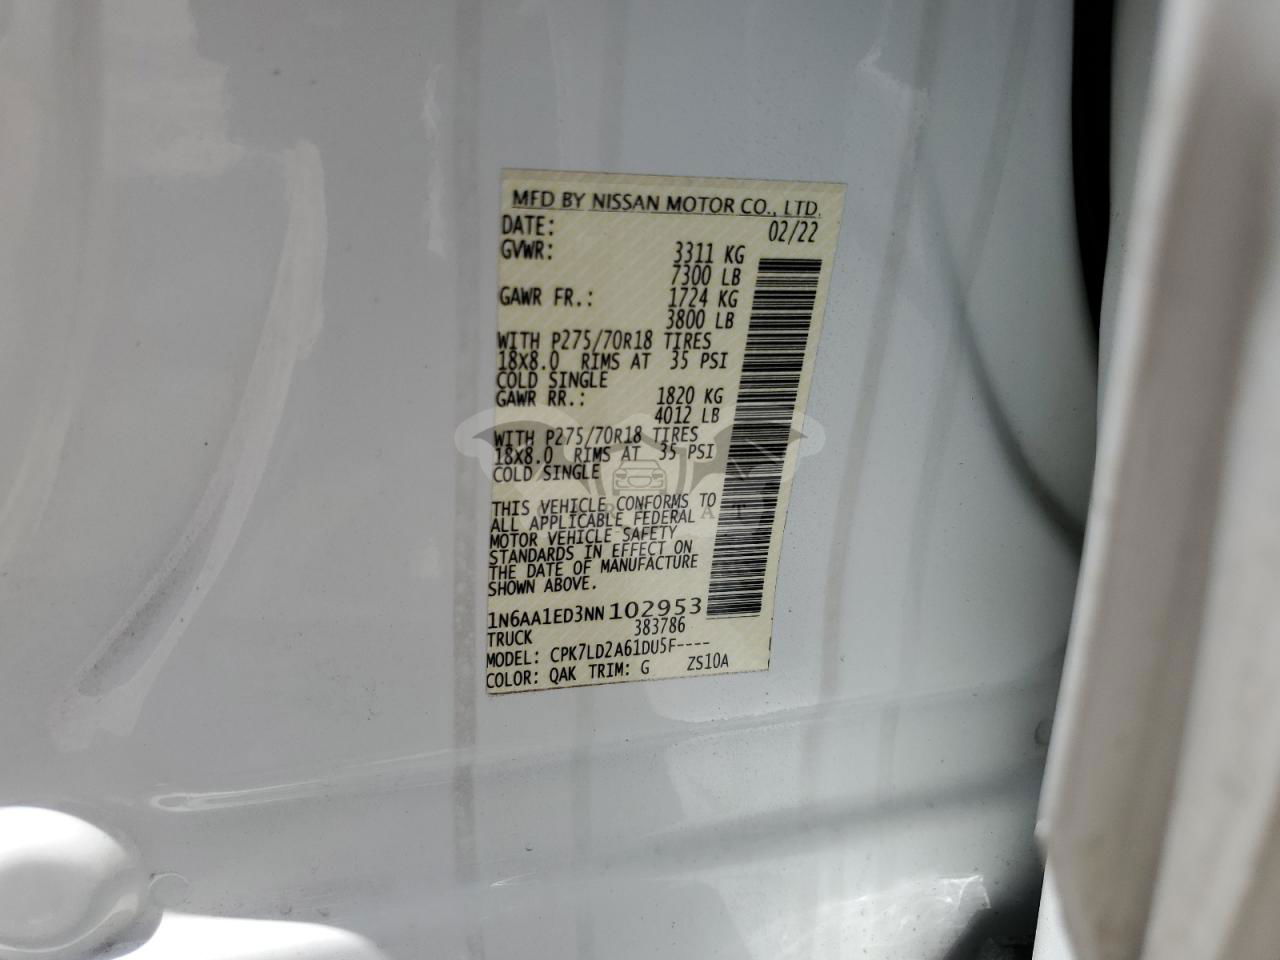 MFD BY NISSAN MOTOR CO., LTD.
DATE: 02/22
GVWR: 3311 KG
7300 LB
GAWR FR.: 1724 KG
3800 LB
WITH P275/70R18 TIRES
18X8.0 RIMS AT 35 PSI
COLD SINGLE
GAWR RR.: 1820 KG
4012 LB
WITH P275/70R18 TIRES
18X8.0 RIMS AT 35 PSI
COLD SINGLE
THIS VEHICLE CONFORMS TO
ALL APPLICABLE FEDERAL
MOTOR VEHICLE SAFETY
STANDARDS IN EFFECT ON
THE DATE OF MANUFACTURE
SHOWN ABOVE.
1N6AA1ED3NN102953
TRUCK 383786
MODEL: CPK7LD2A61DU5F----
COLOR: QAK TRIM: G ZS10A